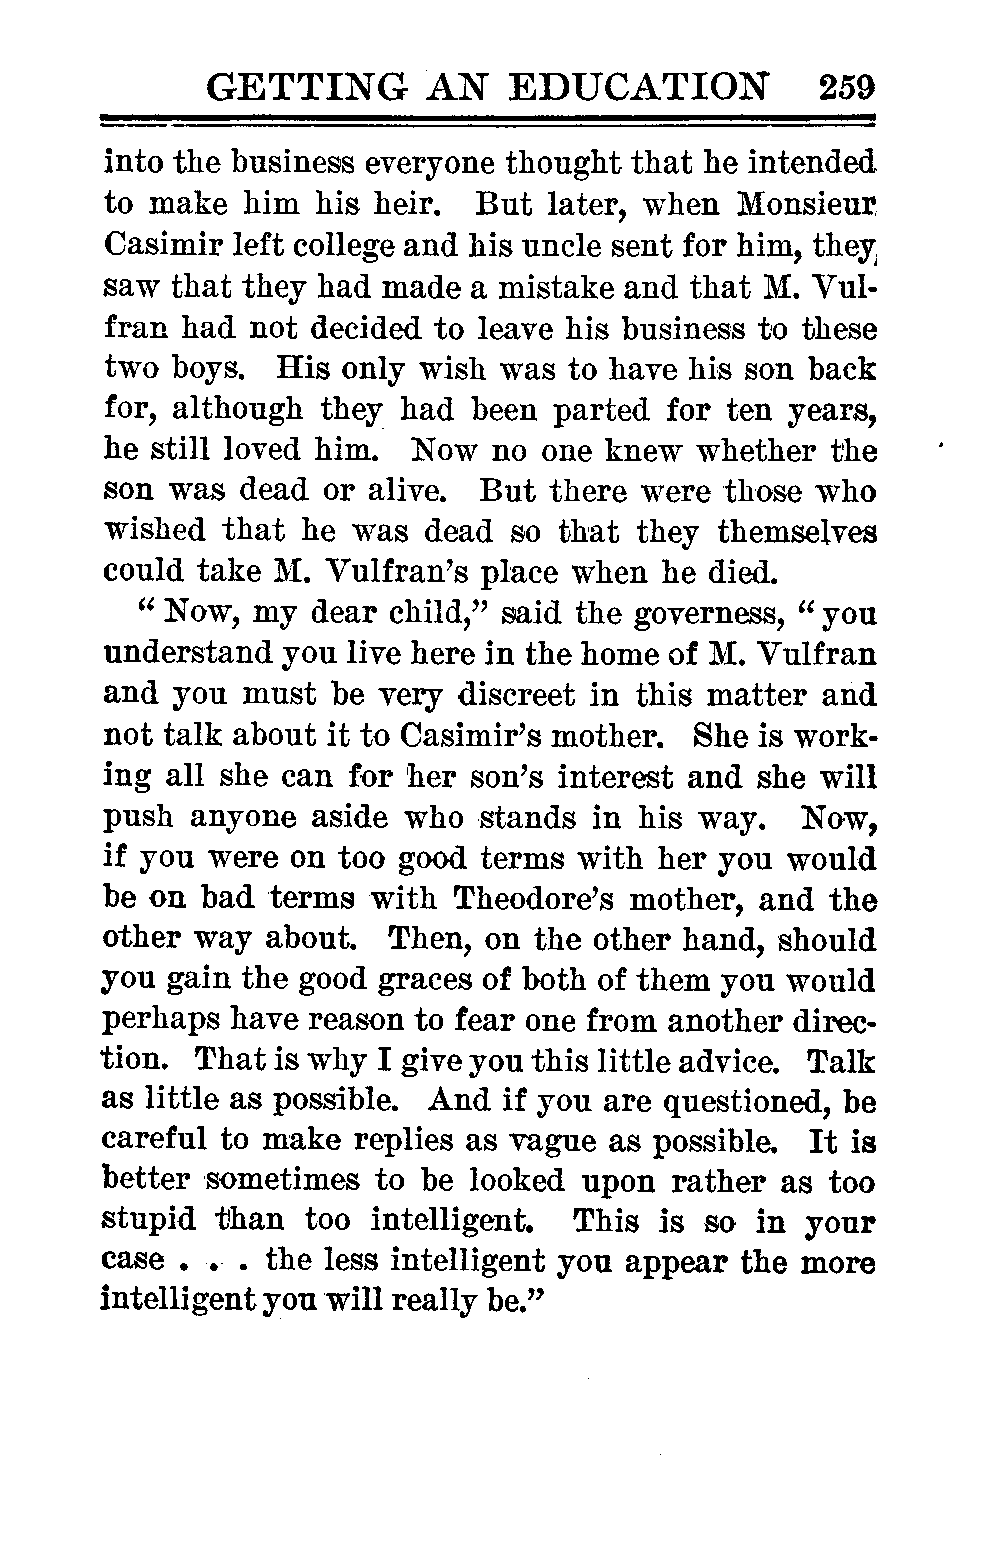 GETTING AN EDUCATION 259
into the business everyone thought that he intended
to make him his heir. But later, when Monsieur
Casimir left college and his uncle sent for him, they
saw that they had made a mistake and that M. Vul-
fran had not decided to leave his business to these
two boys. His only wish was to have his son back
for, although they had been parted for ten years,
he still loved him. Now no one knew whether the
son was dead or alive. But there were those who
wished that he was dead so that they themselves
could take M. Vulfran's place when he died.
“ Now, my dear child,” said the governess, “ you
understand you live here in the home of M. Vulfran
and you must be very discreet in this matter and
not talk about it to Casimir's mother. She is work-
ing all she can for her son's interest and she will
push anyone aside who stands in his way. Now,
if you were on too good terms with her you would
be on bad terms with Theodore's mother, and the
other way about. Then, on the other hand, should
you gain the good graces of both of them you would
perhaps have reason to fear one from another direc-
tion. That is why I give you this little advice. Talk
as little as possible. And if you are questioned, be
careful to make replies as vague as possible. It is
better sometimes to be looked upon rather as too
stupid than too intelligent. This is so in your
case . . . the less intelligent you appear the more
intelligent you will really be.”